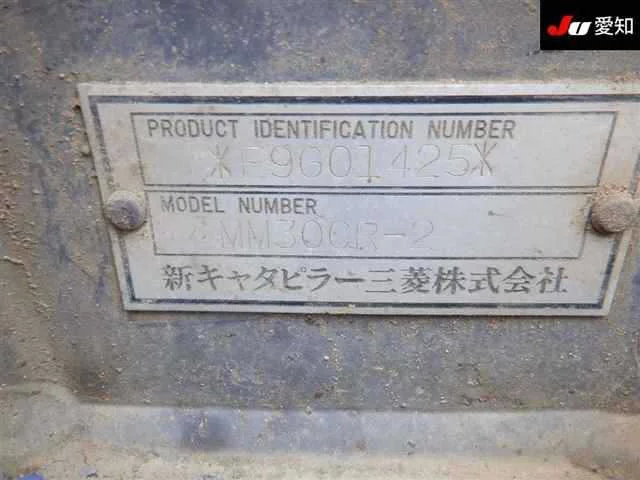 JU 愛知
PRODUCT IDENTIFICATION NUMBER
*F9G01425*
MODEL NUMBER
MM30CR-2
新キャタピラー三菱株式会社